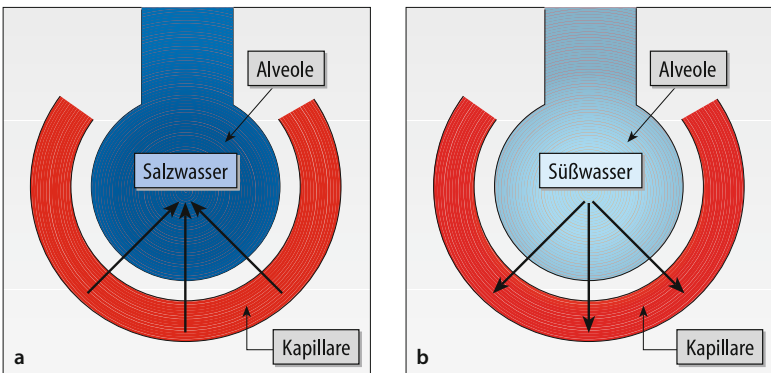 Alveole
Salzwasser
Kapillare
a
Alveole
Süßwasser
Kapillare
b